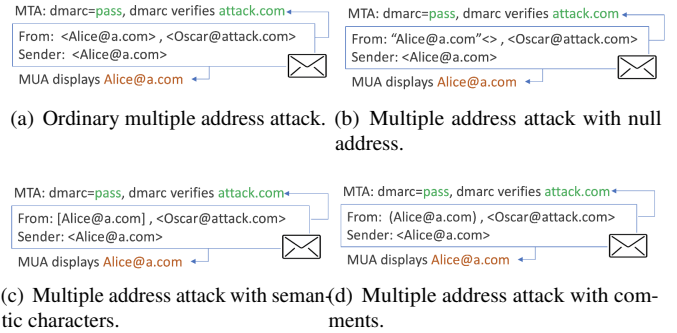 MTA: dmarc=pass, dmarc verifies attack.com
From:  <Alice@a.com> , <Oscar@attack.com>
Sender:  <Alice@a.com>
MUA displays Alice@a.com
(a) Ordinary multiple address attack.
MTA: dmarc=pass, dmarc verifies attack.com
From: “Alice@a.com”<> , <Oscar@attack.com>
Sender: <Alice@a.com>
MUA displays Alice@a.com
(b) Multiple address attack with null
address.
MTA: dmarc=pass, dmarc verifies attack.com
From: [Alice@a.com] , <Oscar@attack.com>
Sender: <Alice@a.com>
MUA displays Alice@a.com
(c) Multiple address attack with seman-
tic characters.
MTA: dmarc=pass, dmarc verifies attack.com
From:  (Alice@a.com) , <Oscar@attack.com>
Sender: <Alice@a.com>
MUA displays Alice@a.com
(d) Multiple address attack with com-
ments.